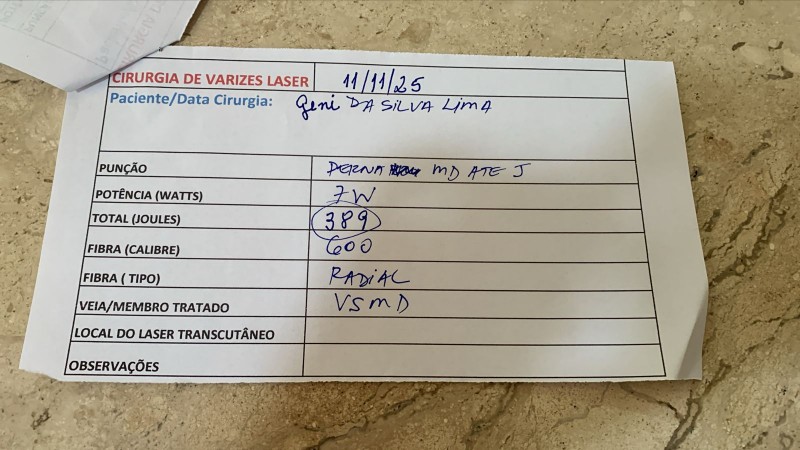 CIRURGIA DE VARIZES LASER 11/11/25
Paciente/Data Cirurgia: Geni DA SILVA LIMA
PUNÇÃO PERNA MD ATE J
POTÊNCIA (WATTS) 7W
TOTAL (JOULES) 389
FIBRA (CALIBRE) 600
FIBRA ( TIPO) RADIAL
VEIA/MEMBRO TRATADO VSMD
LOCAL DO LASER TRANSCUTÂNEO
OBSERVAÇÕES